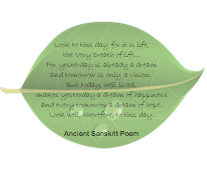 Look to this day for it is life,
the very breath of life...
For yesterday is already a dream
and tomorrow is only a vision.
But today, well lived,
makes yesterday a dream of happiness
and every tomorrow a dream of hope.
Look well, therefore, to this day.
Ancient Sanskrit Poem